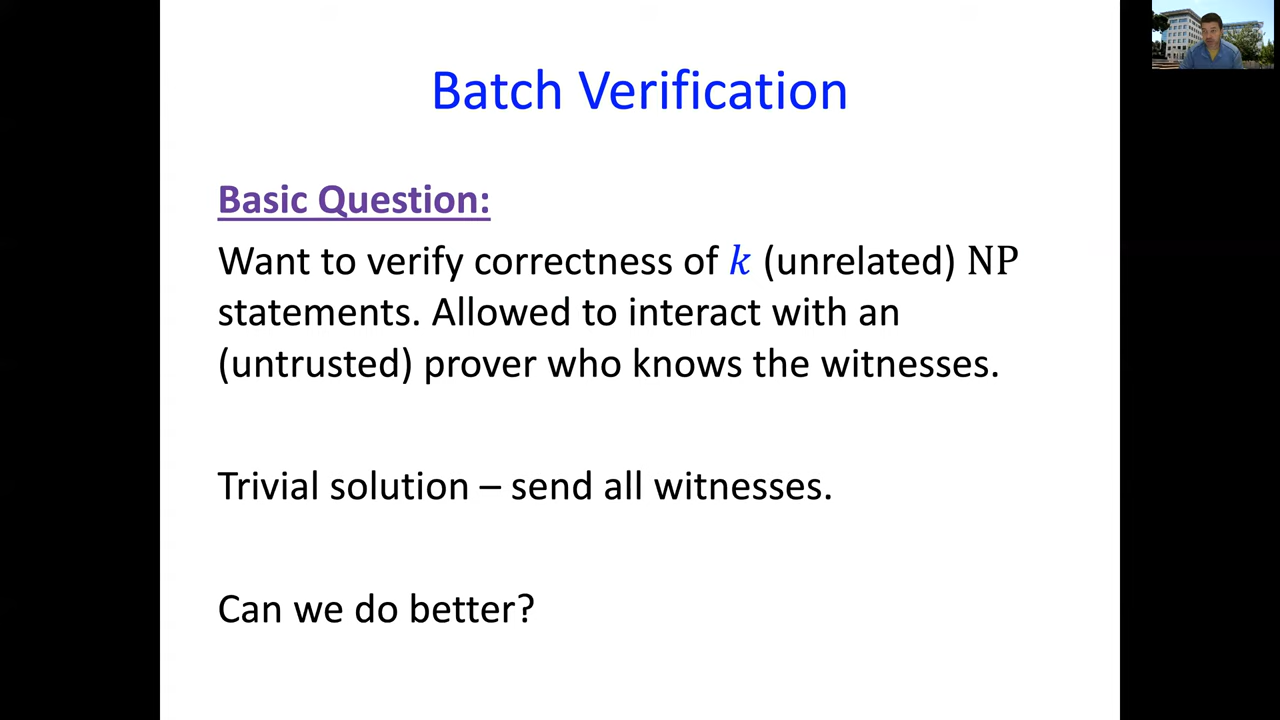 Batch Verification
Basic Question:
Want to verify correctness of k (unrelated) NP
statements. Allowed to interact with an
(untrusted) prover who knows the witnesses.
Trivial solution – send all witnesses.
Can we do better?